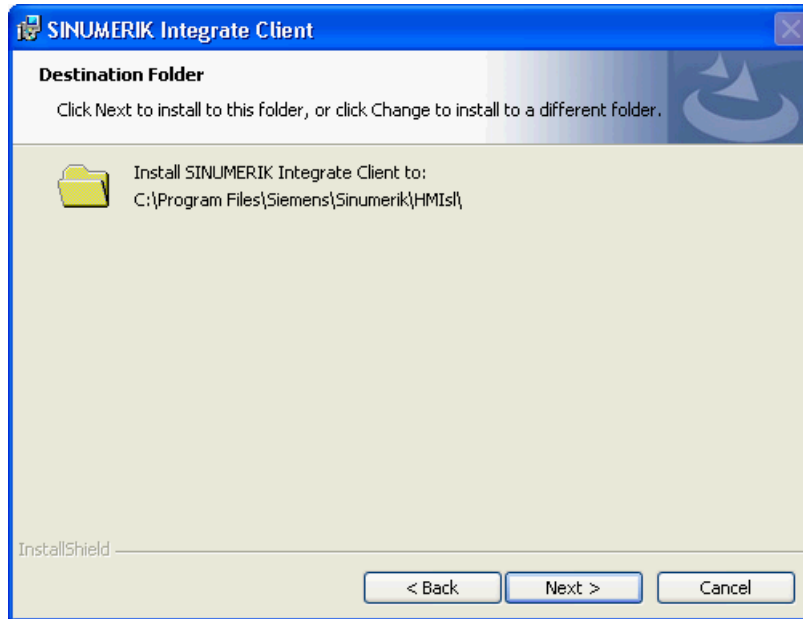 SINUMERIK Integrate Client
Destination Folder
Click Next to install to this folder, or click Change to install to a different folder.
Install SINUMERIK Integrate Client to:
C:\Program Files\Siemens\Sinumerik\HMIsl\
InstallShield
< Back
Next >
Cancel